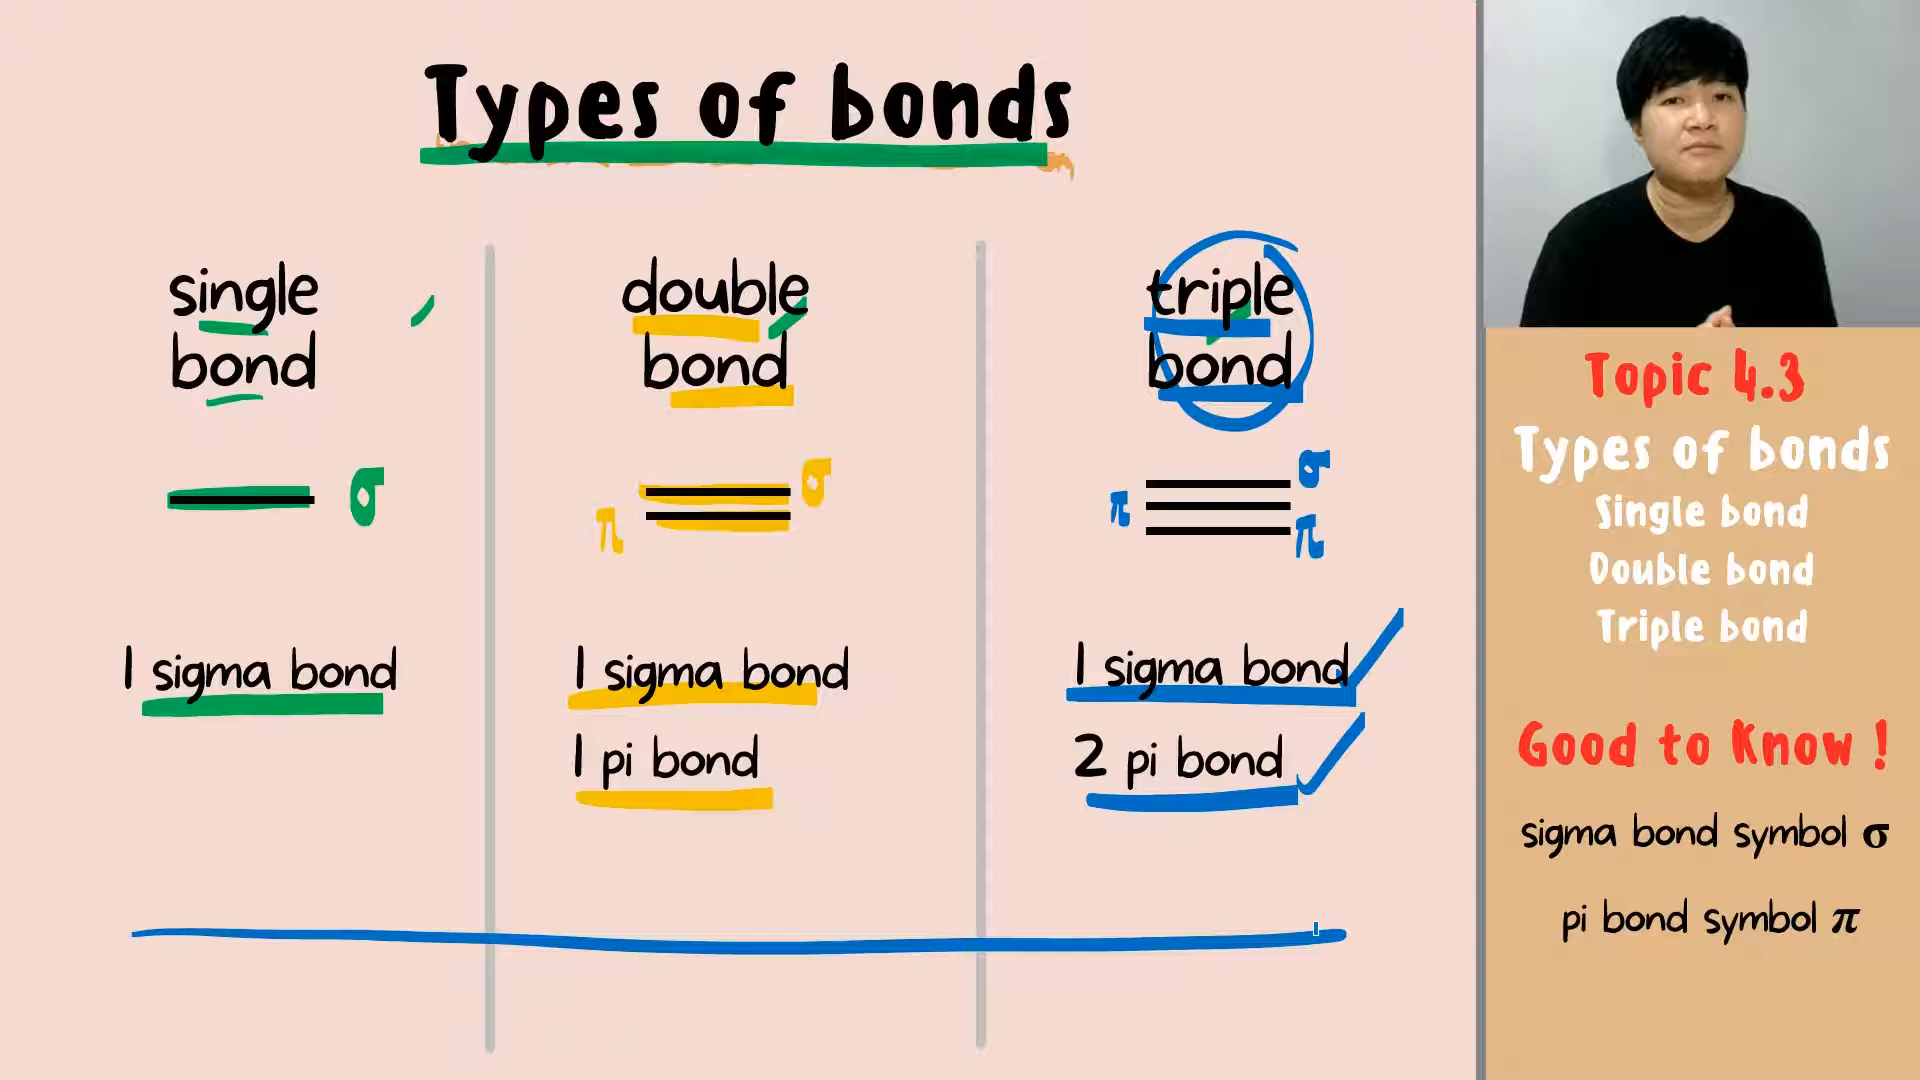 Types of bonds
single
bond
σ
1 sigma bond
double
bond
σ
π
1 sigma bond
1 pi bond
triple
bond
σ
π
π
1 sigma bond
2 pi bond
Topic 4.3
Types of bonds
Single bond
Double bond
Triple bond
Good to Know !
sigma bond symbol σ
pi bond symbol π